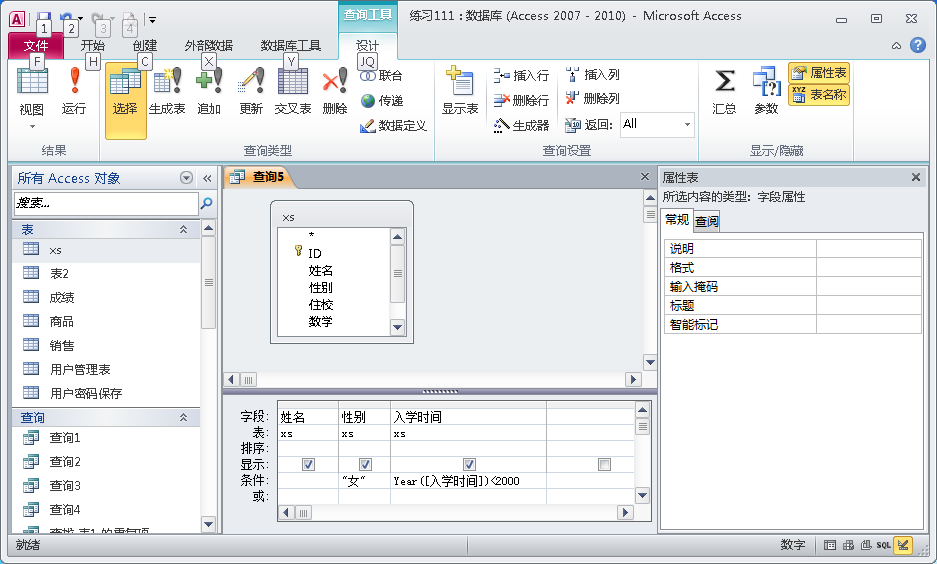 查询工具
练习111 : 数据库 (Access 2007 - 2010) - Microsoft Access
1 2 3 4
文件 开始 创建 外部数据 数据库工具 设计
F H C X Y JQ
视图 运行 选择 生成表 追加 更新 交叉表 删除
联合
传递
数据定义
显示表
插入行
删除行
生成器
插入列
删除列
返回: All
汇总 参数
属性表
XYZ 表名称
结果 查询类型 查询设置 显示/隐藏
所有 Access 对象
搜索...
表
xs
表2
成绩
商品
销售
用户管理表
用户密码保存
查询
查询1
查询2
查询3
查询4
查询5
xs
*
ID
姓名
性别
住校
数学
字段: 姓名 性别 入学时间
表: xs xs xs
排序:
显示:
条件: "女" Year([入学时间])<2000
或:
属性表
所选内容的类型: 字段属性
常规 查阅
说明
格式
输入掩码
标题
智能标记
就绪 数字 SQL